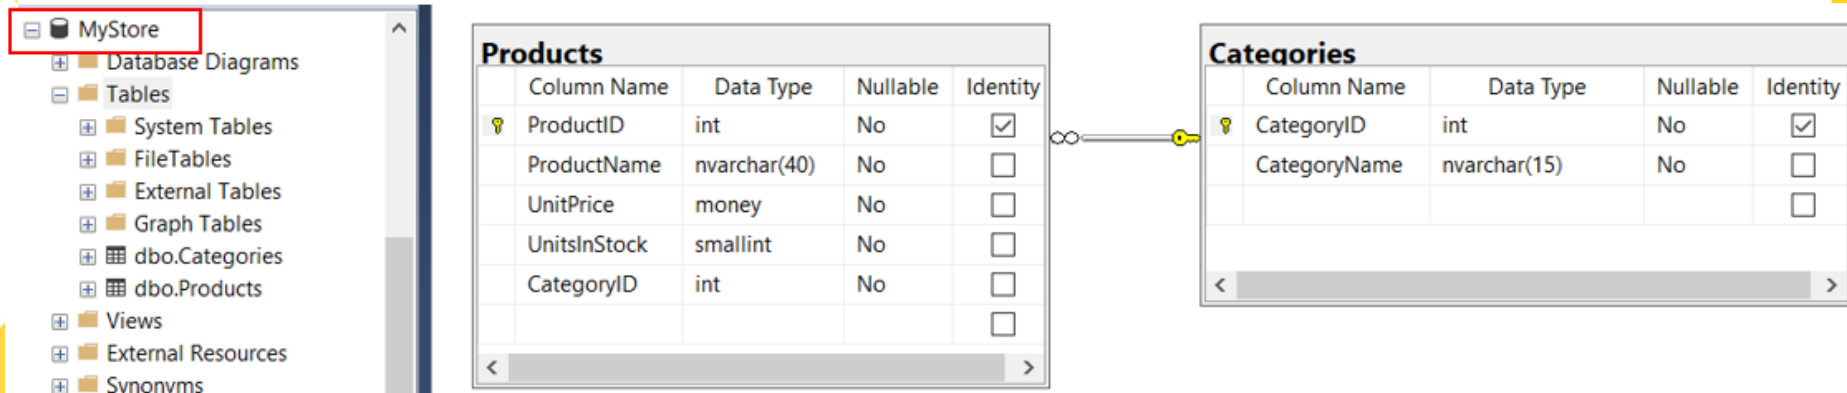 MyStore
Database Diagrams
Tables
System Tables
FileTables
External Tables
Graph Tables
dbo.Categories
dbo.Products
Views
External Resources
Synonyms
Products
Column Name Data Type Nullable Identity
ProductID int No
ProductName nvarchar(40) No
UnitPrice money No
UnitsInStock smallint No
CategoryID int No
Categories
Column Name Data Type Nullable Identity
CategoryID int No
CategoryName nvarchar(15) No